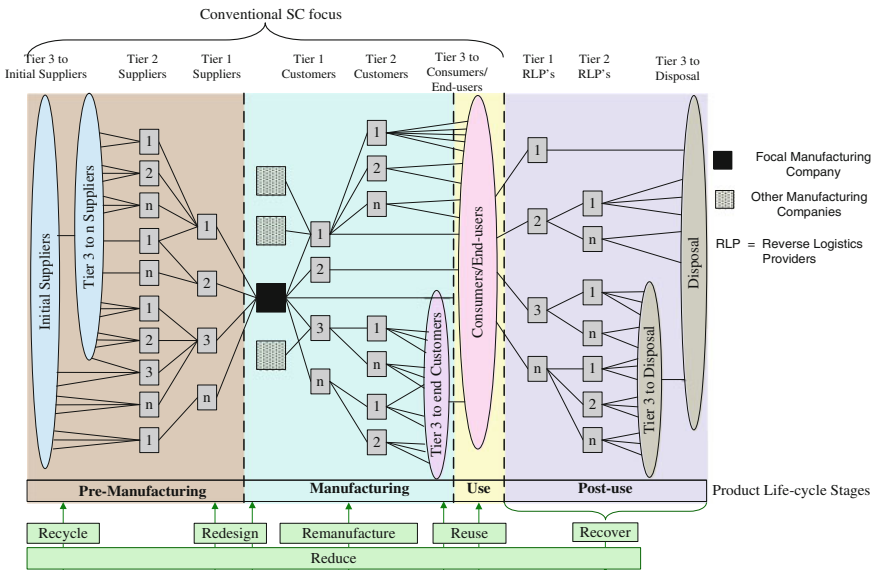 Conventional SC focus
Tier 3 to
Initial Suppliers
Tier 2
Suppliers
Tier 1
Suppliers
Tier 1
Customers
Tier 2
Customers
Tier 3 to
Consumers/
End-users
Tier 1
RLP's
Tier 2
RLP's
Tier 3 to
Disposal
Initial Suppliers
Tier 3 to n Suppliers
1
2
n
1
n
1
2
3
n
1
1
2
3
n
1
2
3
n
1
2
n
1
n
1
2
Tier 3 to end Customers
Consumers/End-users
1
2
3
n
1
n
1
n
1
2
n
Tier 3 to Disposal
Disposal
Focal Manufacturing
Company
Other Manufacturing
Companies
RLP = Reverse Logistics
Providers
Pre-Manufacturing
Manufacturing
Use
Post-use
Product Life-cycle Stages
Recycle
Redesign
Remanufacture
Reuse
Recover
Reduce